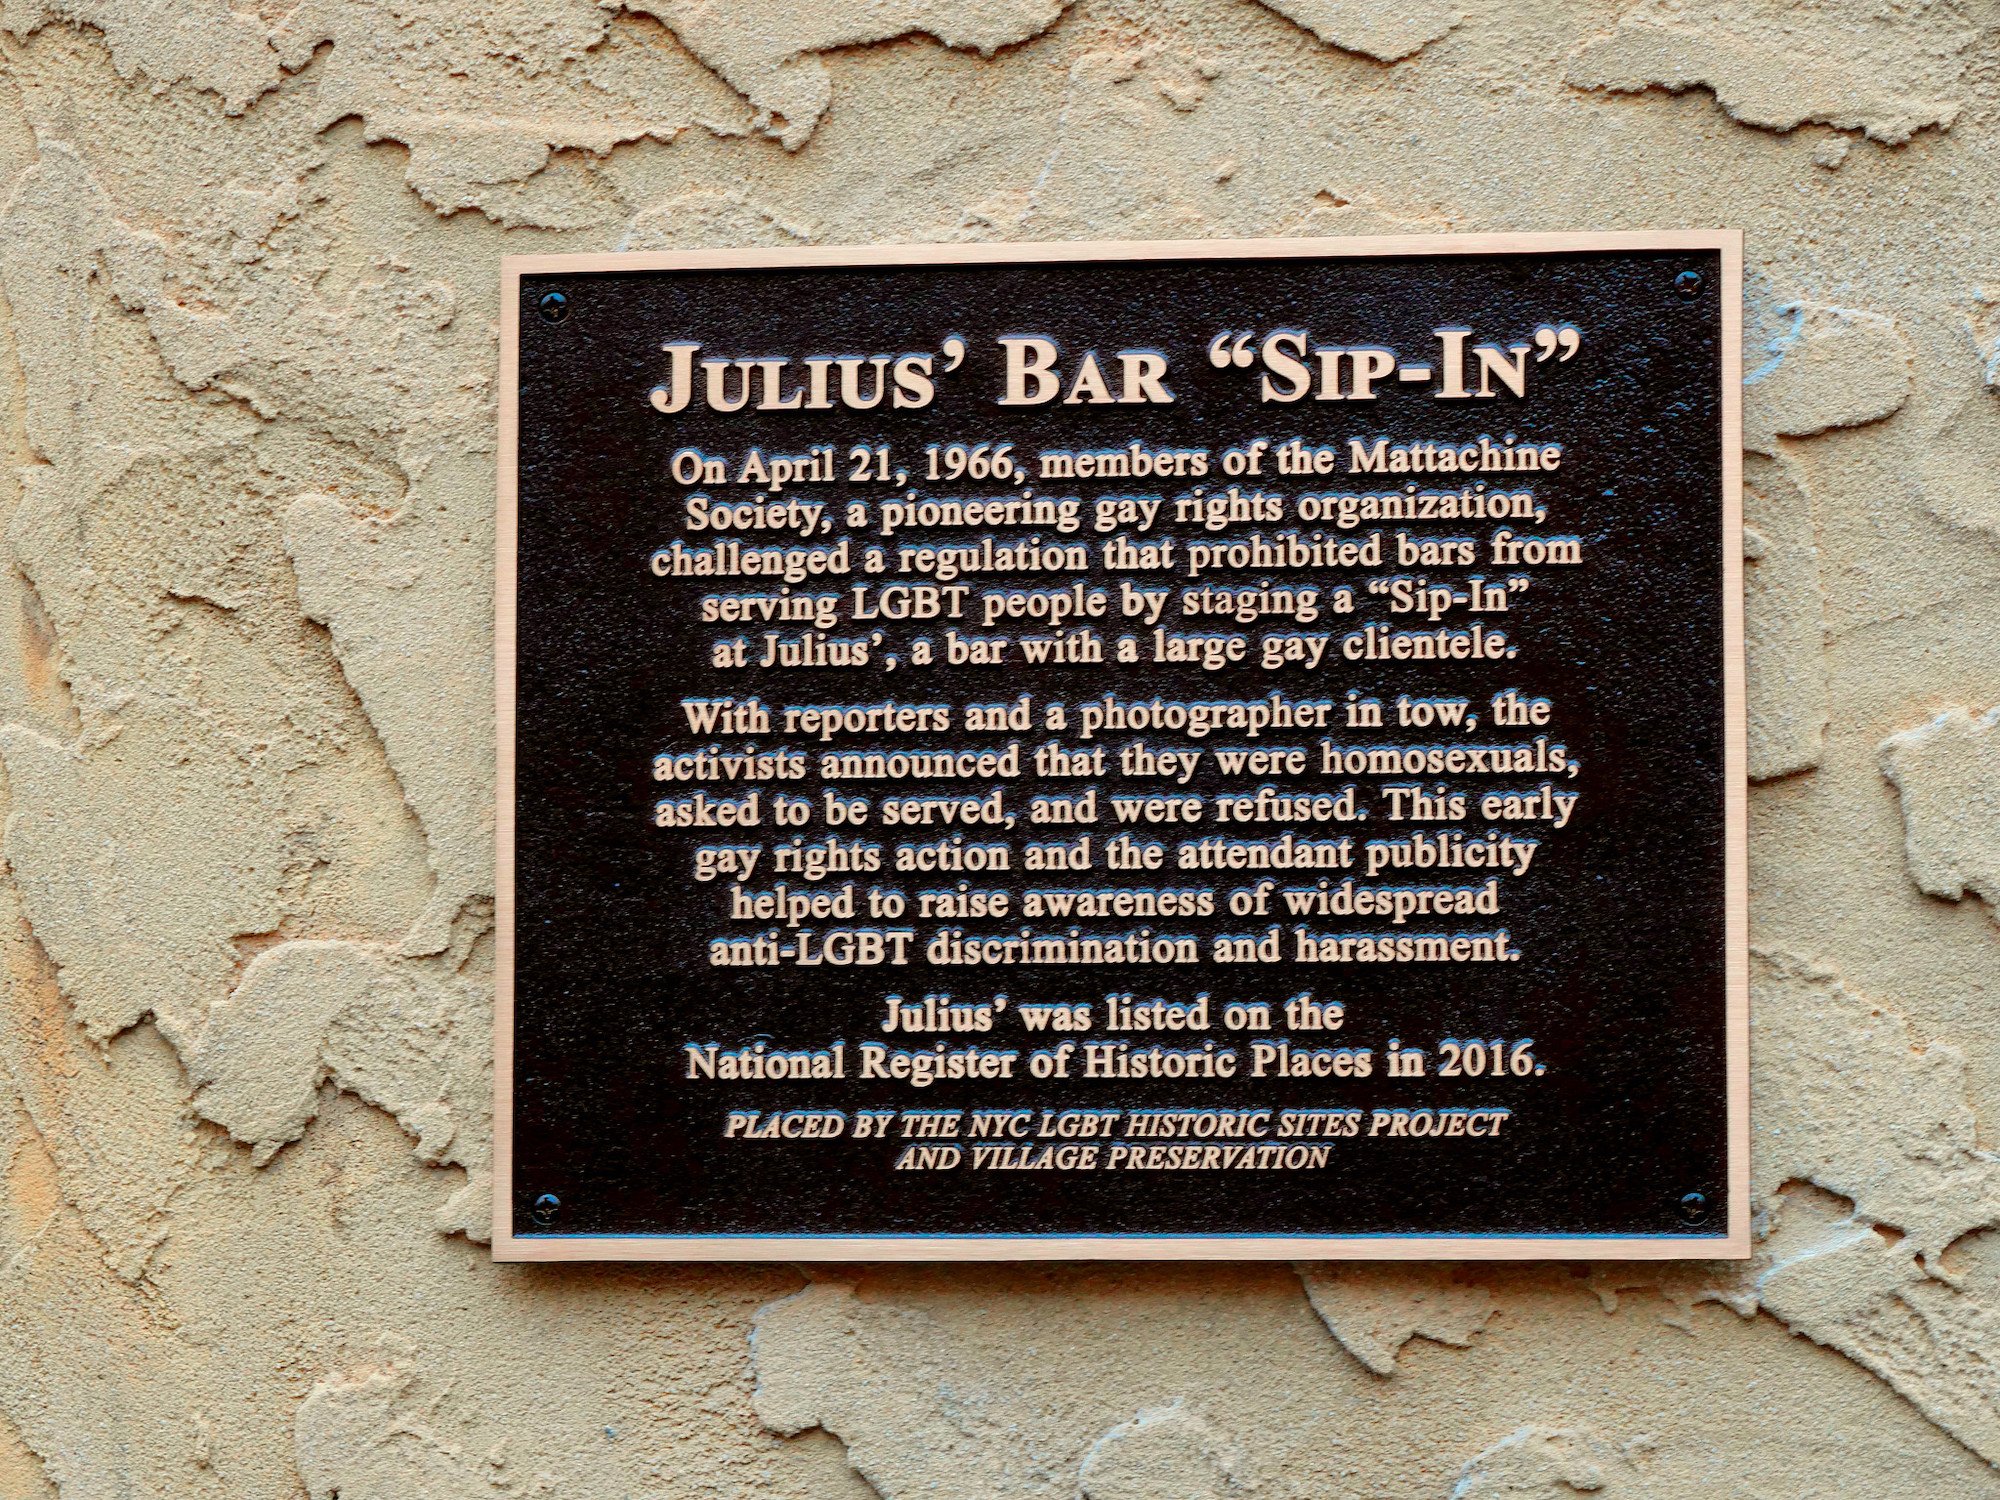 Julius’ Bar “Sip-In”
On April 21, 1966, members of the Mattachine
Society, a pioneering gay rights organization,
challenged a regulation that prohibited bars from
serving LGBT people by staging a “Sip-In”
at Julius’, a bar with a large gay clientele.
With reporters and a photographer in tow, the
activists announced that they were homosexuals,
asked to be served, and were refused. This early
gay rights action and the attendant publicity
helped to raise awareness of widespread
anti-LGBT discrimination and harassment.
Julius’ was listed on the
National Register of Historic Places in 2016.
PLACED BY THE NYC LGBT HISTORIC SITES PROJECT
AND VILLAGE PRESERVATION